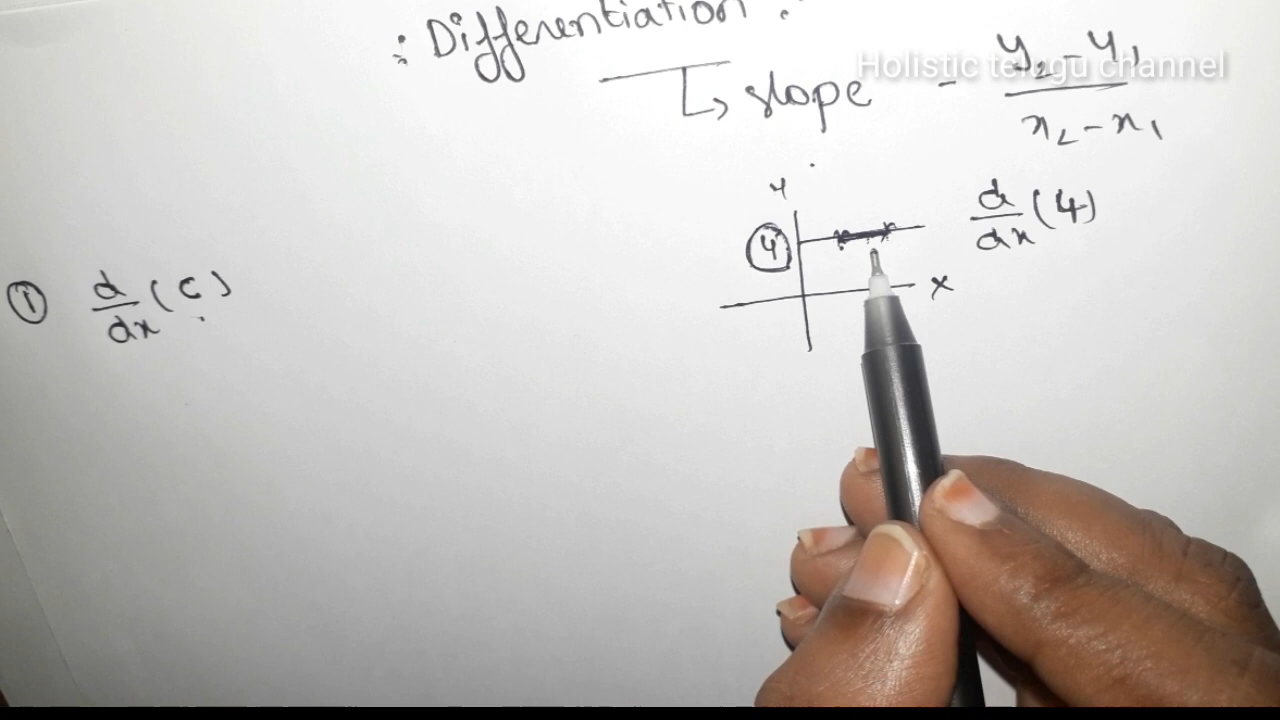 : Differentiation :
Holistic telugu channel
↳ slope = y₂ - y₁ / x₂ - x₁
y
4
x
d/dx (4)
① d/dx (c)